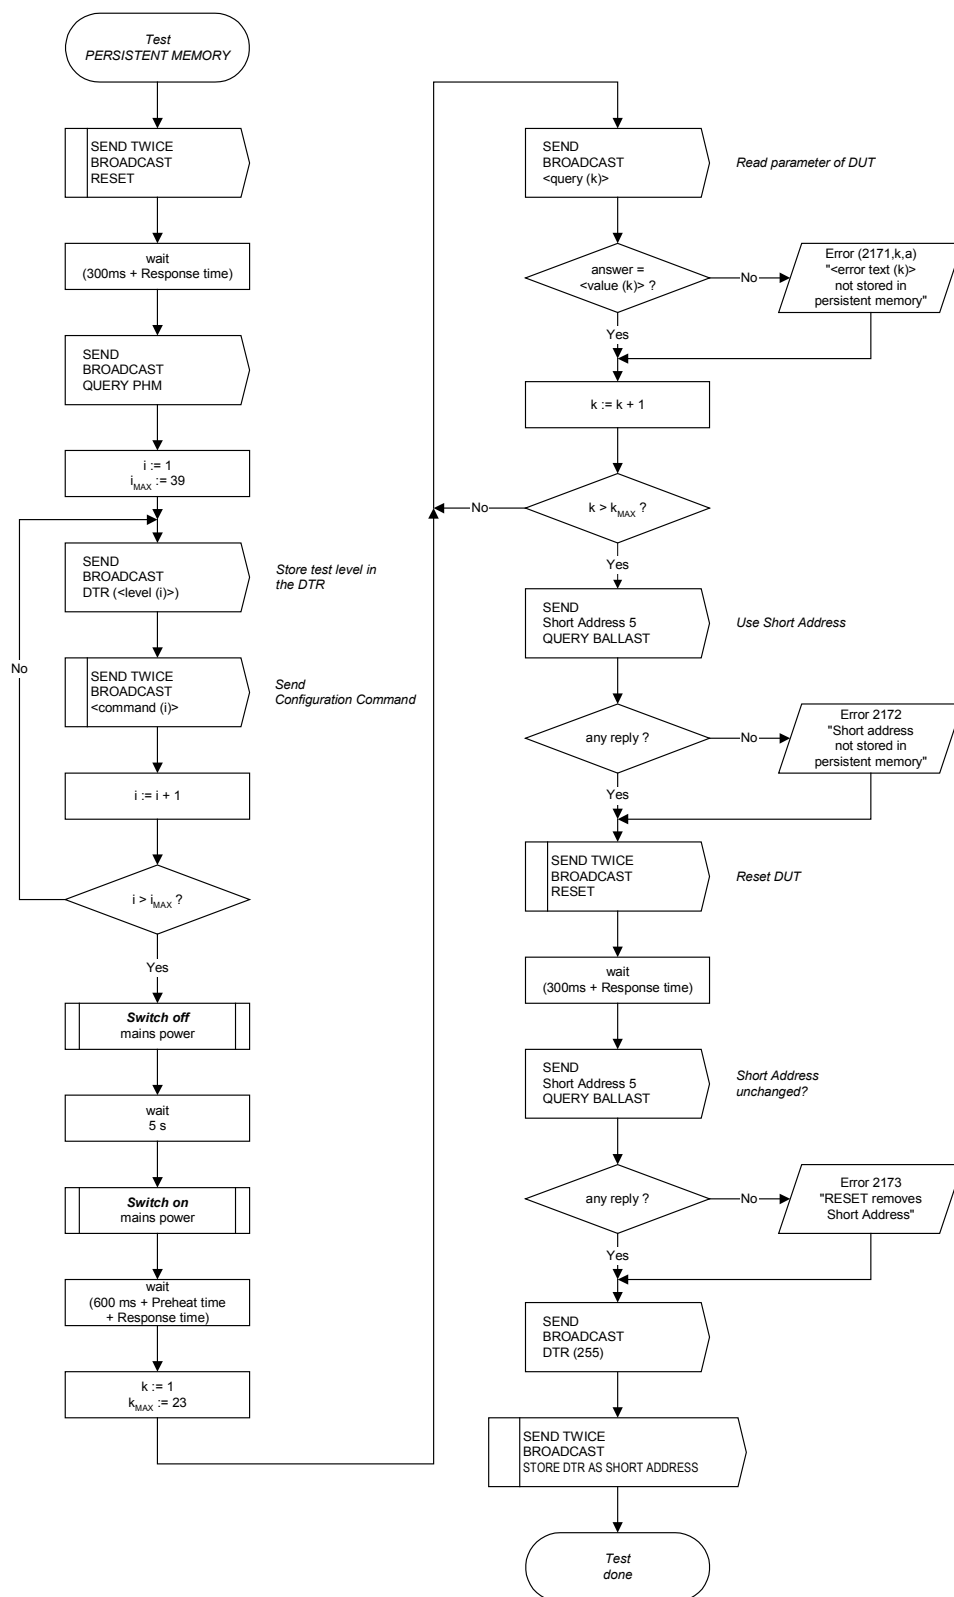 Test
PERSISTENT MEMORY
SEND TWICE
BROADCAST
RESET
wait
(300ms + Response time)
SEND
BROADCAST
QUERY PHM
i := 1
iMAX := 39
SEND
BROADCAST
DTR (<level (i)>)
Store test level in
the DTR
No
SEND TWICE
BROADCAST
<command (i)>
Send
Configuration Command
i := i + 1
i > iMAX ?
Yes
Switch off
mains power
wait
5 s
Switch on
mains power
wait
(600 ms + Preheat time
+ Response time)
k := 1
kMAX := 23
SEND
BROADCAST
<query (k)>
Read parameter of DUT
answer =
<value (k)> ?
No
Error (2171,k,a)
"<error text (k)>
not stored in
persistent memory"
Yes
k := k + 1
No
k > kMAX ?
Yes
SEND
Short Address 5
QUERY BALLAST
Use Short Address
any reply ?
No
Error 2172
"Short address
not stored in
persistent memory"
Yes
SEND TWICE
BROADCAST
RESET
Reset DUT
wait
(300ms + Response time)
SEND
Short Address 5
QUERY BALLAST
Short Address
unchanged?
any reply ?
No
Error 2173
"RESET removes
Short Address"
Yes
SEND
BROADCAST
DTR (255)
SEND TWICE
BROADCAST
STORE DTR AS SHORT ADDRESS
Test
done